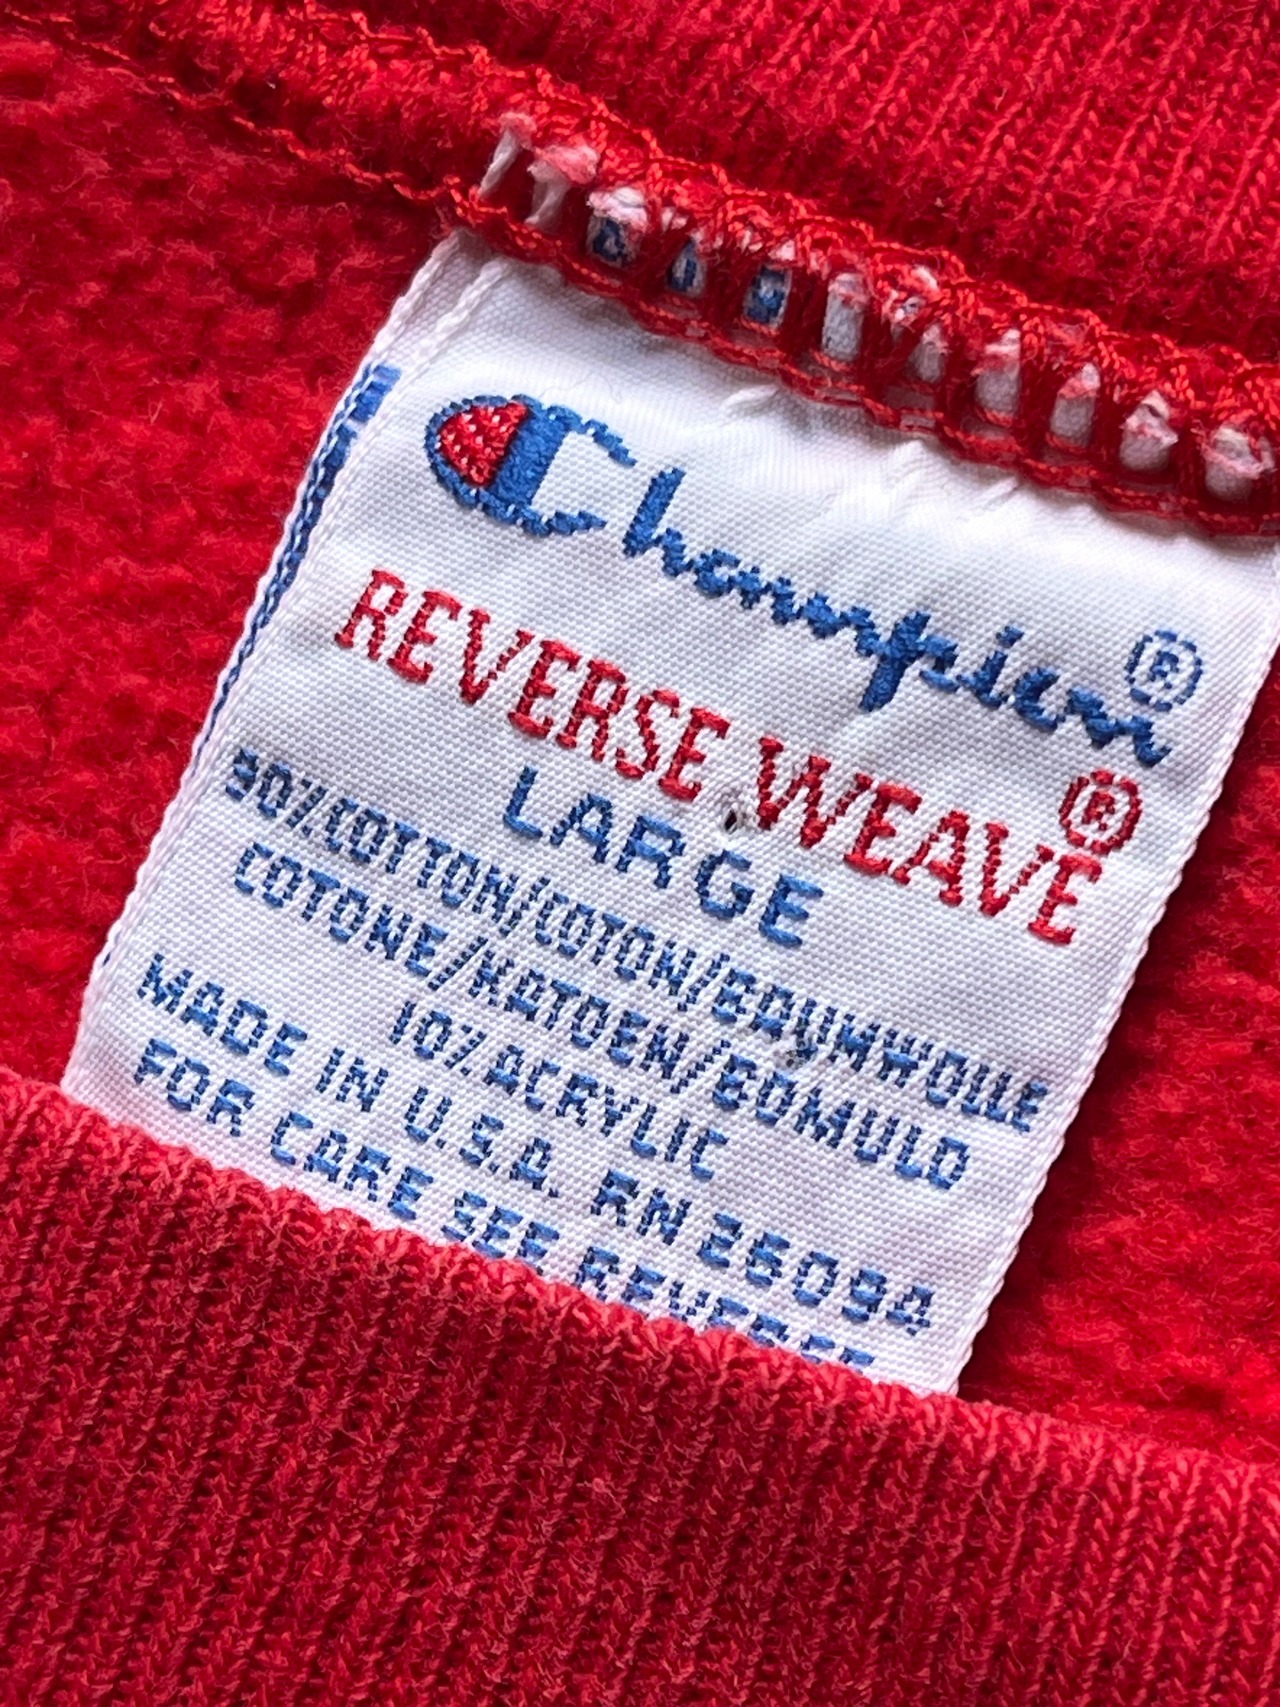 Champion®
REVERSE WEAVE®
LARGE
90%COTTON/COTON/BAUMWOLLE
COTONE/KATOEN/BOMULD
10%ACRYLIC
MADE IN U.S.A. RN 26094
FOR CARE SEE REVERSE